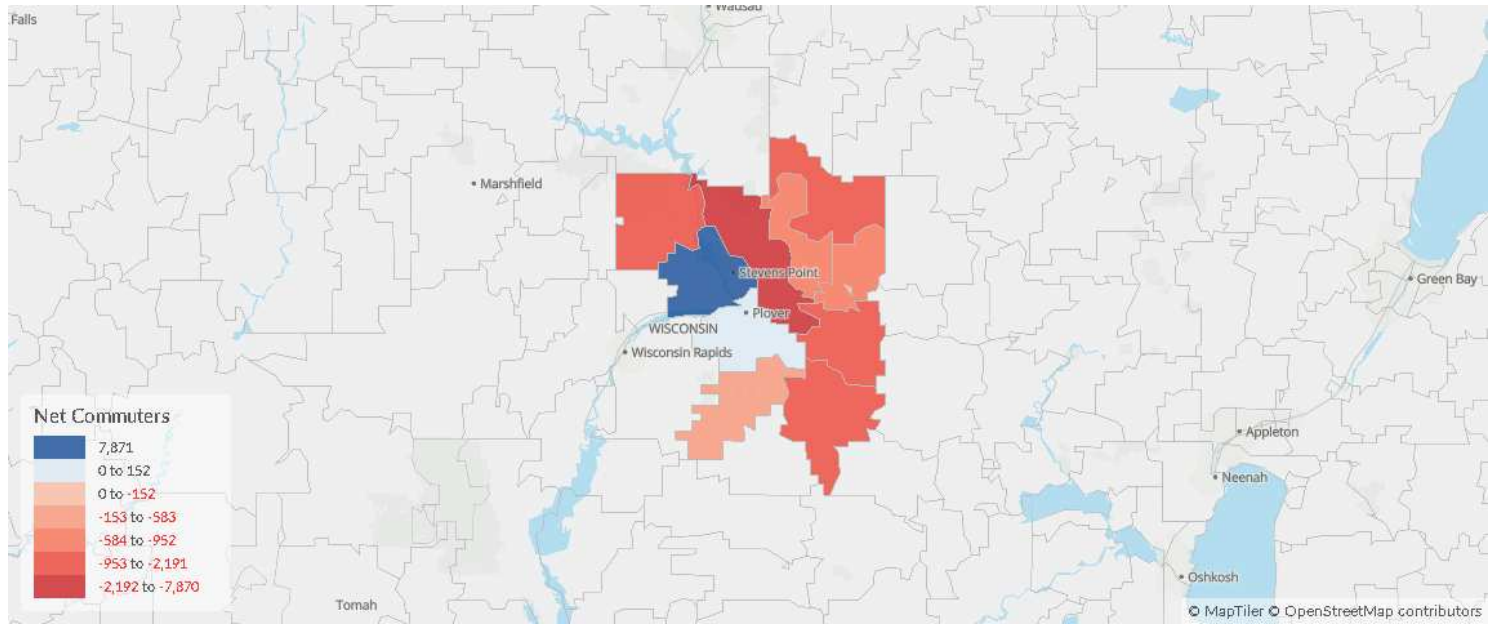 Wausau
Falls
Marshfield
Stevens Point
Green Bay
Plover
WISCONSIN
Wisconsin Rapids
Net Commuters
7,871
0 to 152
0 to -152
-153 to -583
-584 to -952
-953 to -2,191
-2,192 to -7,870
Appleton
Neenah
Oshkosh
Tomah
© MapTiler © OpenStreetMap contributors